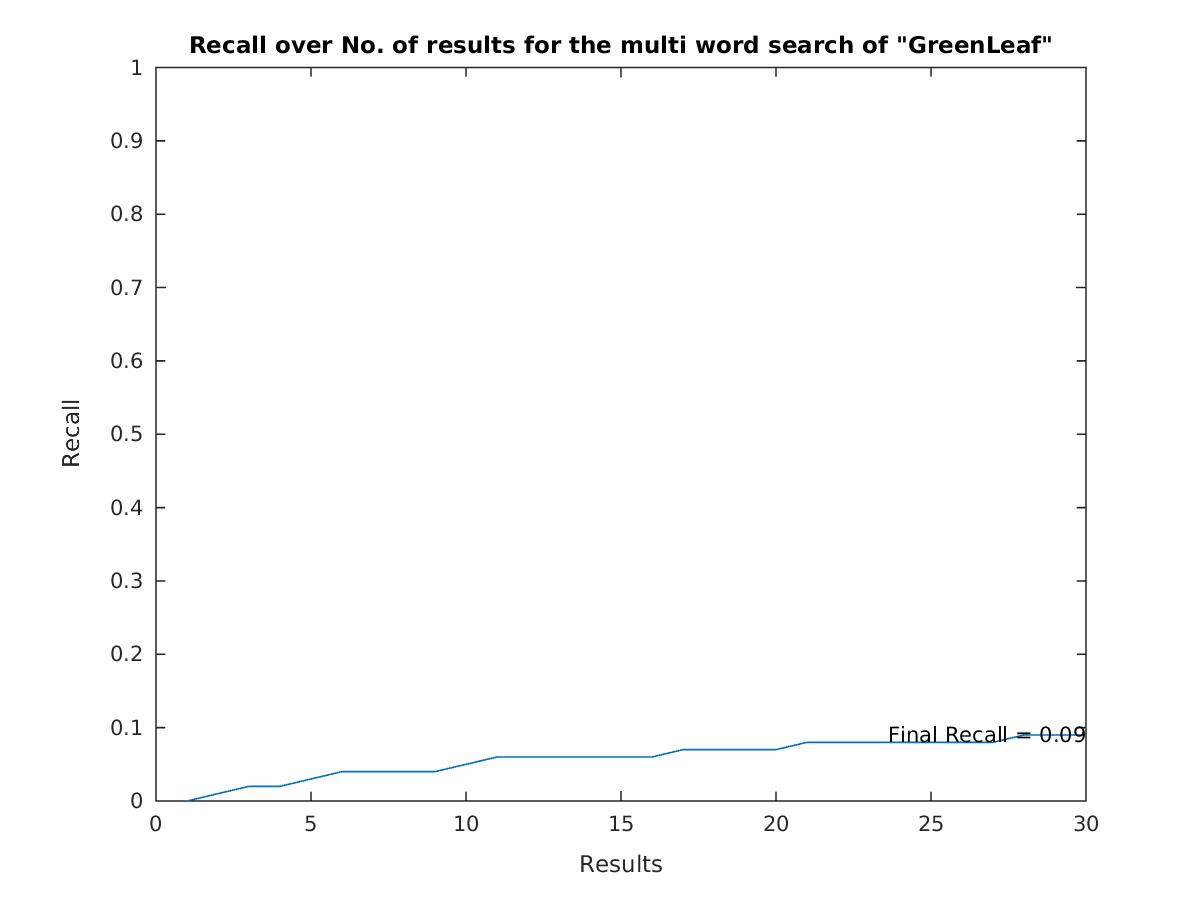 Recall over No. of results for the multi word search of "GreenLeaf"
1
0.9
0.8
0.7
0.6
0.5
0.4
0.3
0.2
0.1
0
Recall
Final Recall = 0.09
0 5 10 15 20 25 30
Results